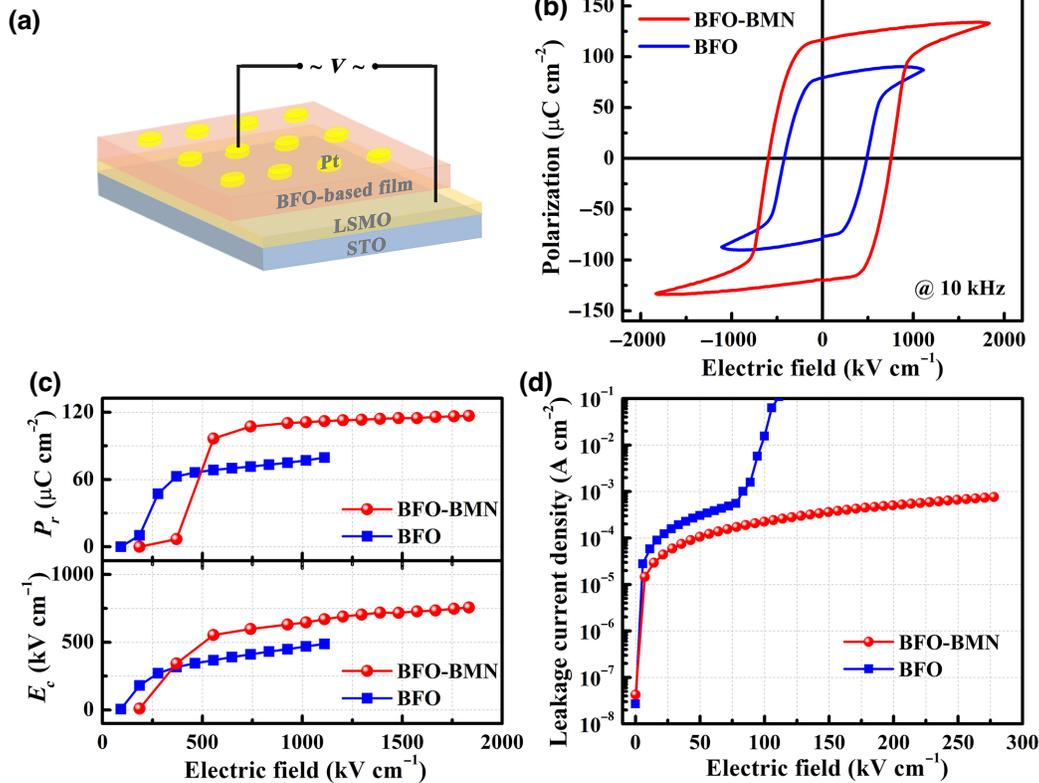 (a)
~ V ~
Pt
BFO-based film
LSMO
STO
(b)
BFO-BMN
BFO
150
100
50
0
−50
−100
−150
Polarization (μC cm−2)
@ 10 kHz
−2000 −1000 0 1000 2000
Electric field (kV cm−1)
(c)
120
60
0
Pr (μC cm−2)
BFO-BMN
BFO
1000
500
0
Ec (kV cm−1)
BFO-BMN
BFO
0 500 1000 1500 2000
Electric field (kV cm−1)
(d)
10−1
10−2
10−3
10−4
10−5
10−6
10−7
10−8
Leakage current density (A cm−2)
BFO-BMN
BFO
0 50 100 150 200 250 300
Electric field (kV cm−1)